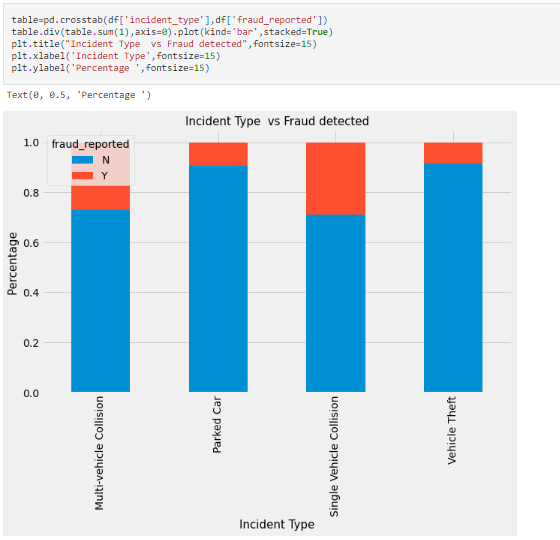 table=pd.crosstab(df['incident_type'],df['fraud_reported'])
table.div(table.sum(1),axis=0).plot(kind='bar',stacked=True)
plt.title("Incident Type  vs Fraud detected",fontsize=15)
plt.xlabel('Incident Type',fontsize=15)
plt.ylabel('Percentage ',fontsize=15)
Text(0, 0.5, 'Percentage ')
Incident Type  vs Fraud detected
fraud_reported
N
Y
Percentage
1.0
0.8
0.6
0.4
0.2
0.0
Multi-vehicle Collision
Parked Car
Single Vehicle Collision
Vehicle Theft
Incident Type